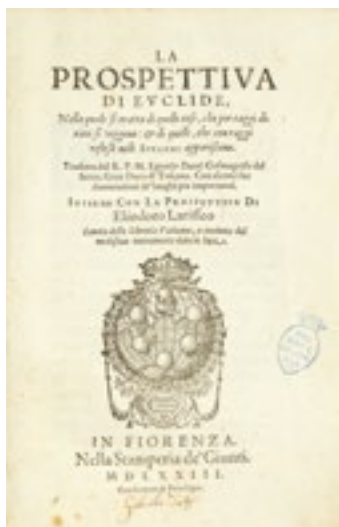 LA
PROSPETTIVA
DI EVCLIDE,
Nella quale si tratta di quelle cose, che per raggi di
ritti si veggono: & di quelle, che con raggi
reflessi nelli Specchi appariscono.
Tradotta dal R. P. M. Egnatio Danti Cosmografo del
Seren. Gran Duca di Toscana. Con alcune sue
Annotationi de' luoghi piu importanti.
INSIEME CON LA PROSPETTIVA DI
Eliodoro Larisseo
cauata della Libreria Vaticana, e tradotta dal
medesimo nuouamente data in luce.
IN FIORENZA.
Nella Stamperia de' Giunti.
MDLXXIII.